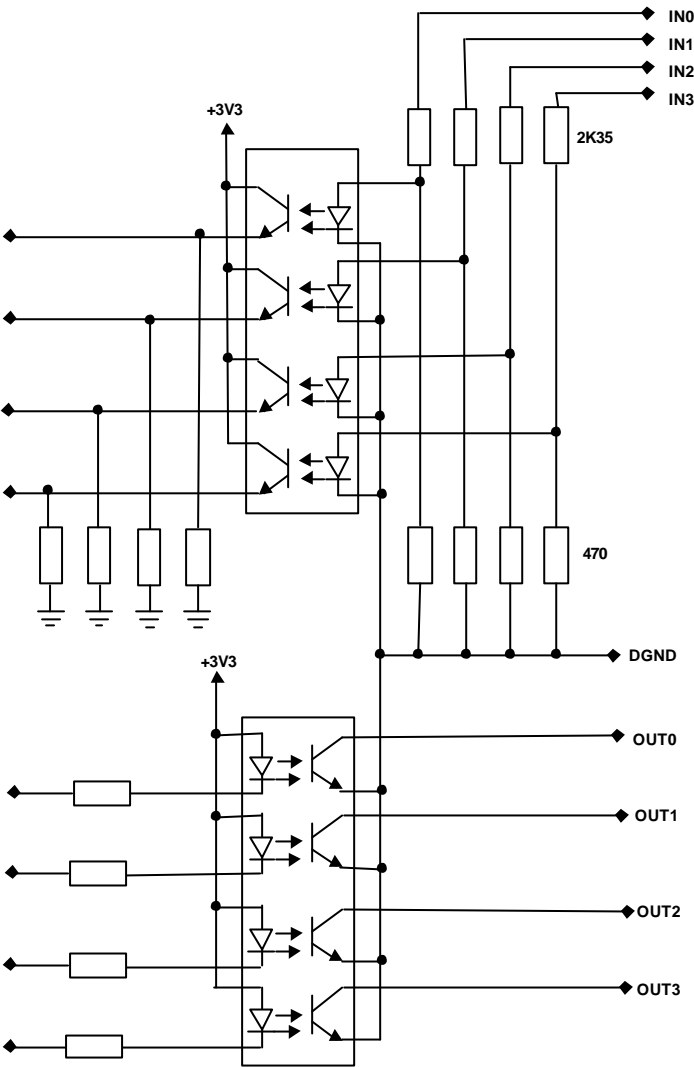 IN0
IN1
IN2
IN3
+3V3
2K35
470
DGND
+3V3
OUT0
OUT1
OUT2
OUT3